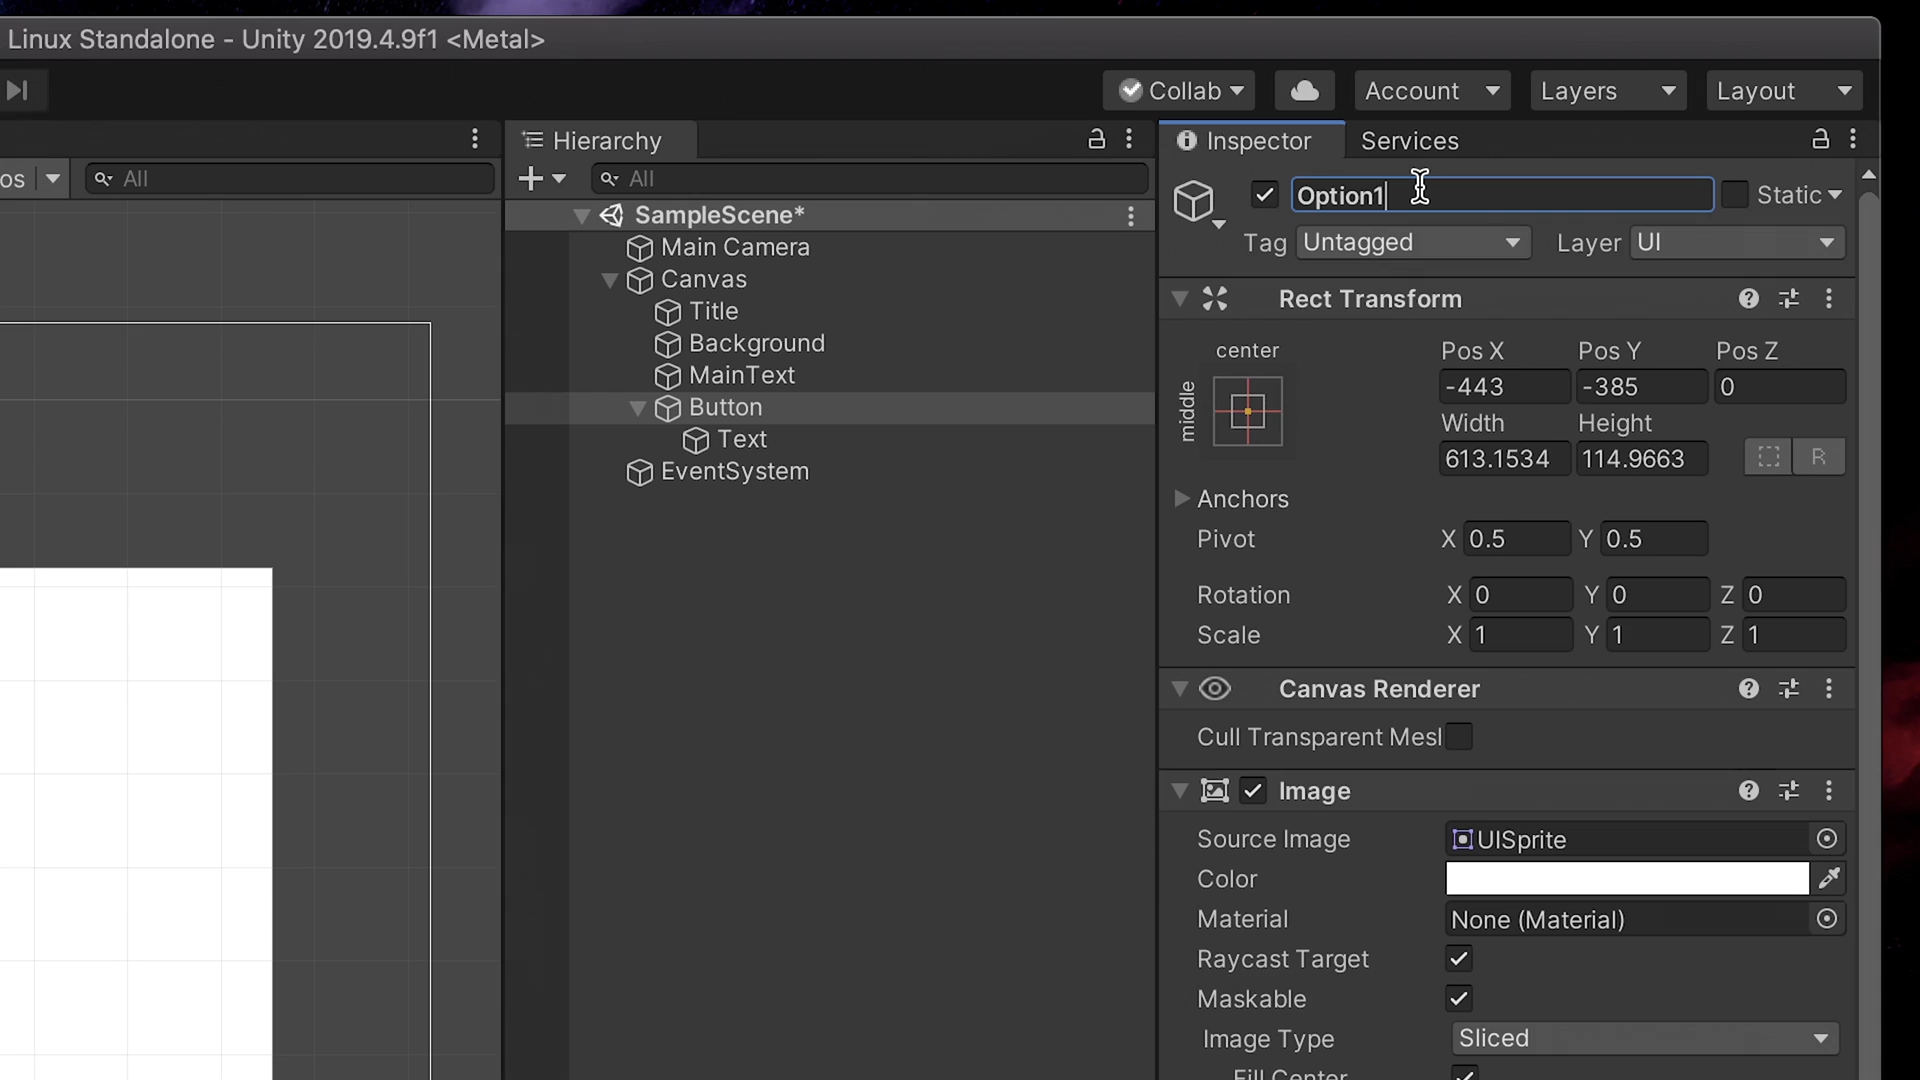 Linux Standalone - Unity 2019.4.9f1 <Metal>
Collab Account Layers Layout
Hierarchy Inspector Services
os All All Option1 Static
SampleScene*
Main Camera
Canvas
Title
Background
MainText
Button
Text
EventSystem
Tag Untagged Layer UI
Rect Transform
center Pos X Pos Y Pos Z
middle -443 -385 0
Width Height
613.1534 114.9663 R
Anchors
Pivot X 0.5 Y 0.5
Rotation X 0 Y 0 Z 0
Scale X 1 Y 1 Z 1
Canvas Renderer
Cull Transparent Mesl
Image
Source Image UISprite
Color
Material None (Material)
Raycast Target
Maskable
Image Type Sliced
Fill Center